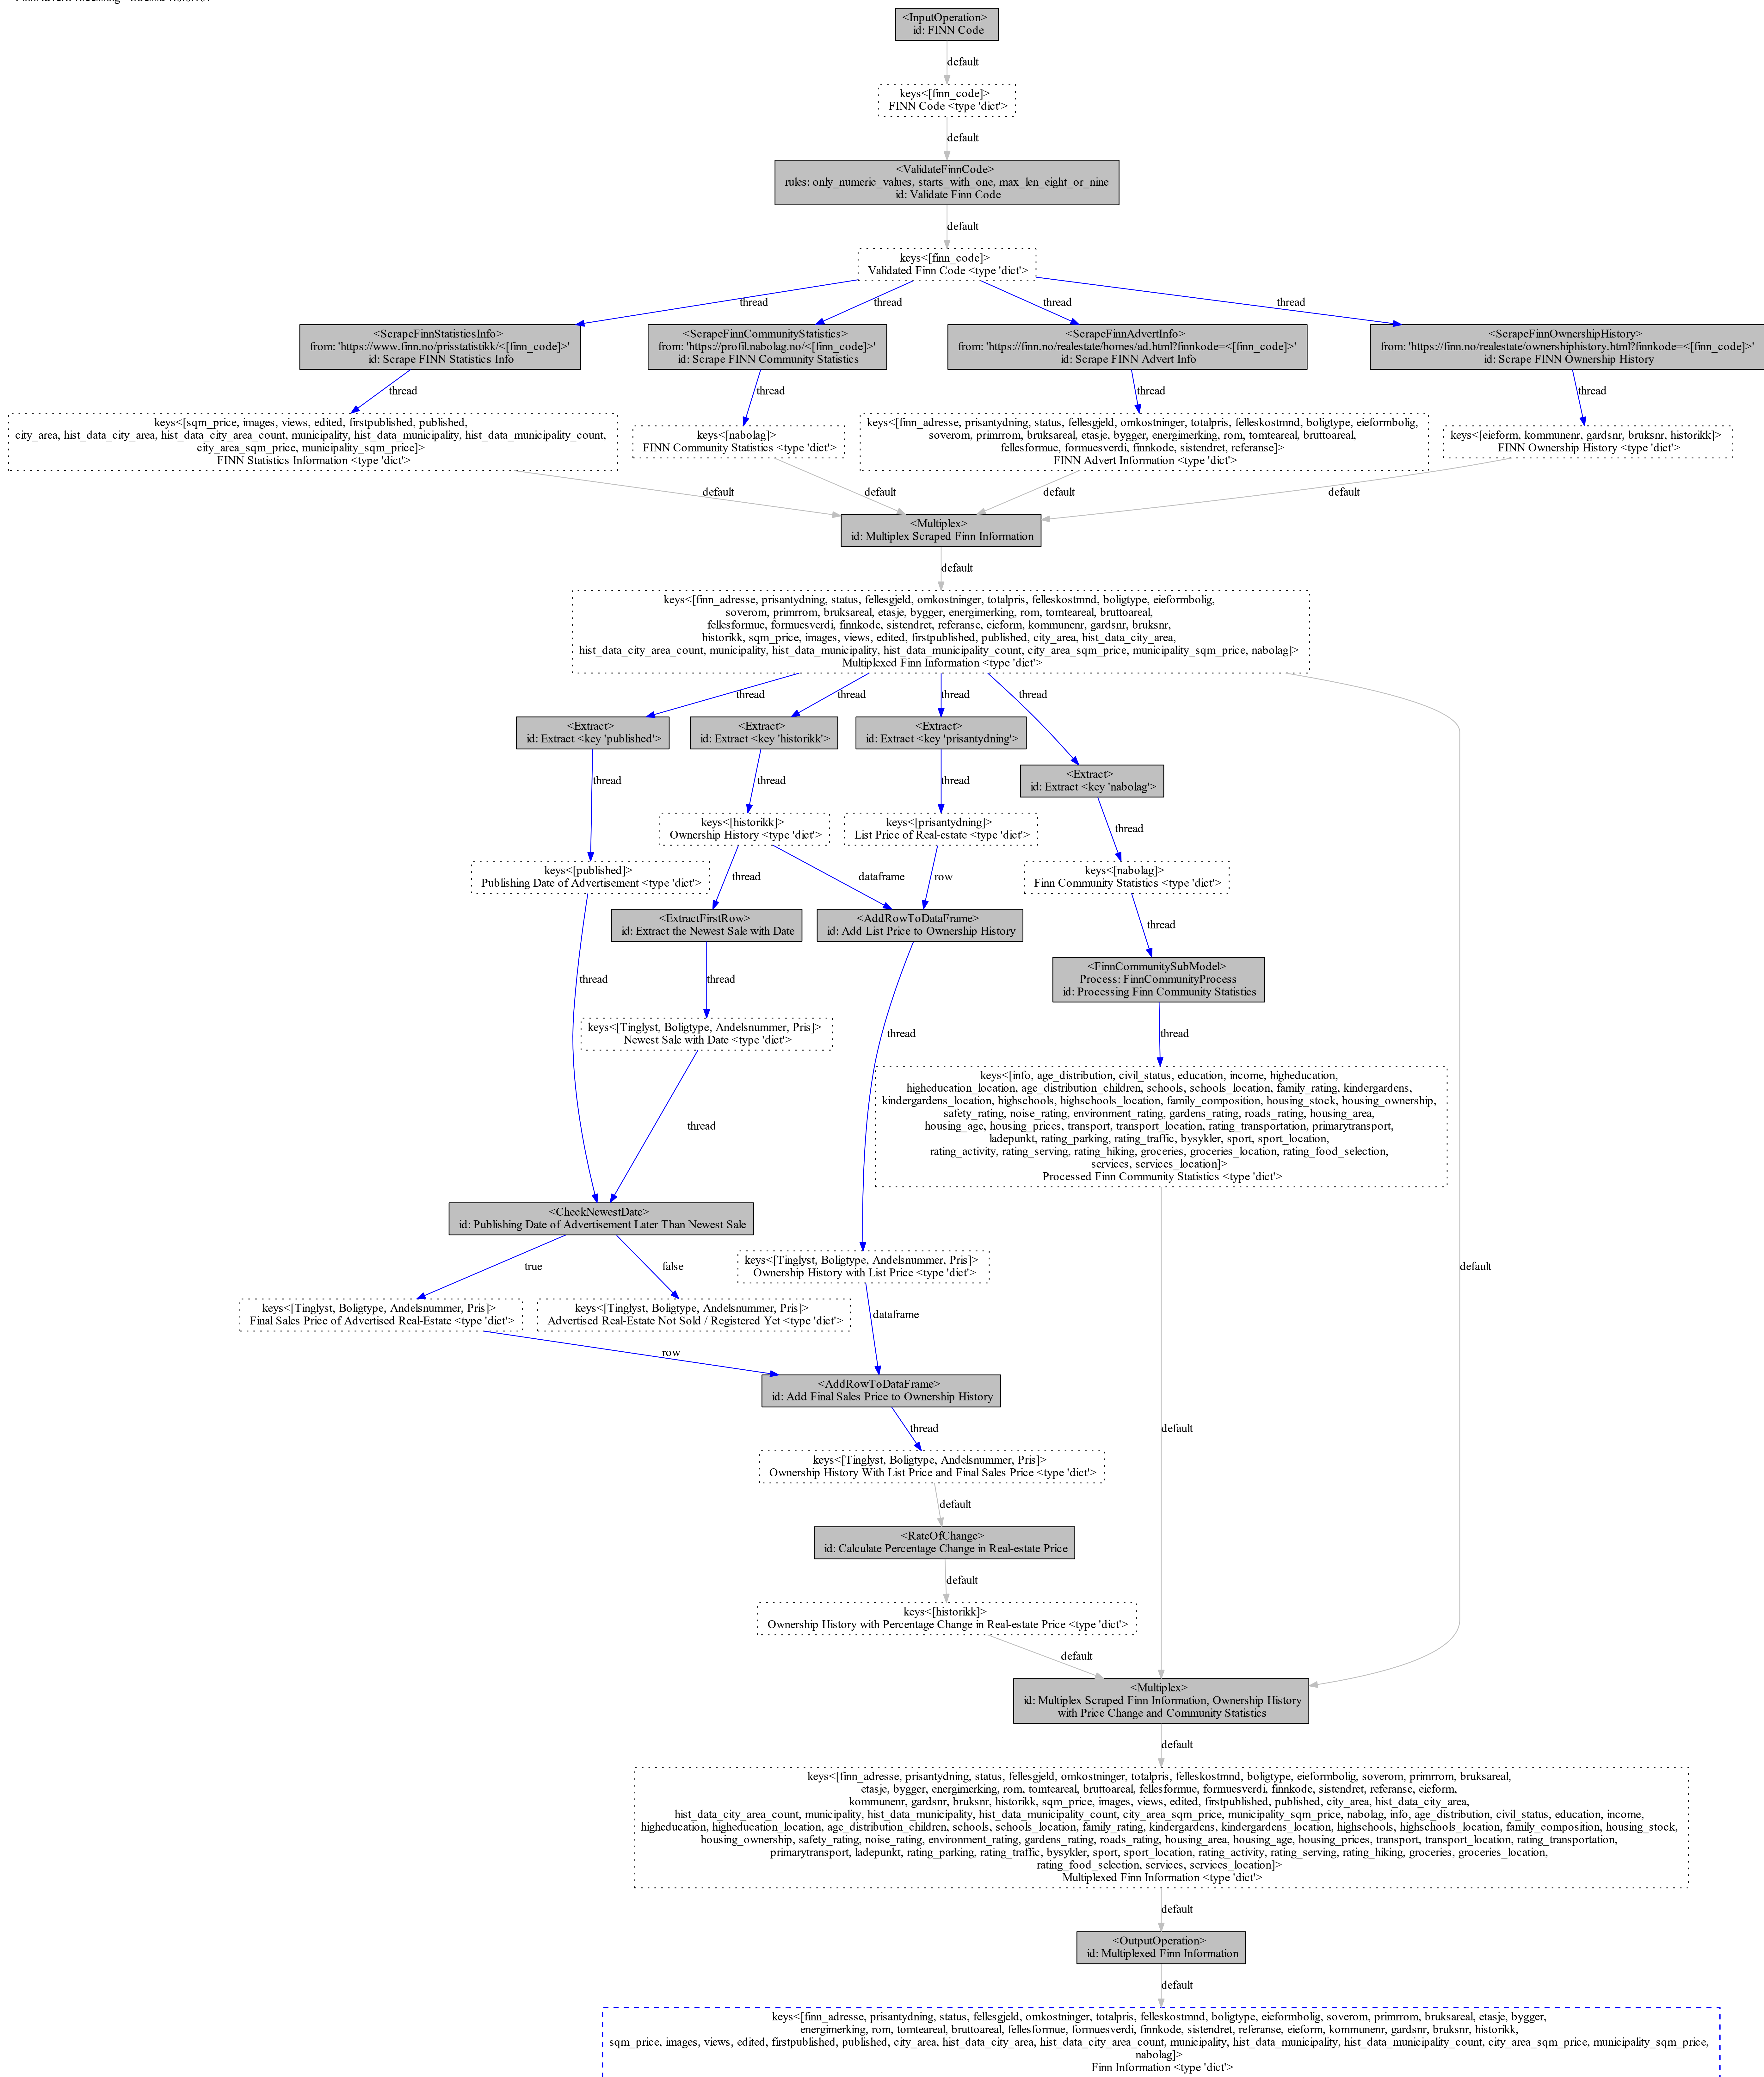 <InputOperation>
id: FINN Code
default
keys<[finn_code]>
FINN Code <type 'dict'>
default
<ValidateFinnCode>
rules: only_numeric_values, starts_with_one, max_len_eight_or_nine
id: Validate Finn Code
default
keys<[finn_code]>
Validated Finn Code <type 'dict'>
thread
thread
thread
thread
<ScrapeFinnStatisticsInfo>
from: 'https://www.finn.no/prisstatistikk/<[finn_code]>'
id: Scrape FINN Statistics Info
<ScrapeFinnCommunityStatistics>
from: 'https://profil.nabolag.no/<[finn_code]>'
id: Scrape FINN Community Statistics
<ScrapeFinnAdvertInfo>
from: 'https://finn.no/realestate/homes/ad.html?finnkode=<[finn_code]>'
id: Scrape FINN Advert Info
<ScrapeFinnOwnershipHistory>
from: 'https://finn.no/realestate/ownershiphistory.html?finnkode=<[finn_code]>'
id: Scrape FINN Ownership History
thread
thread
thread
thread
keys<[sqm_price, images, views, edited, firstpublished, published,
city_area, hist_data_city_area, hist_data_city_area_count, municipality, hist_data_municipality, hist_data_municipality_count,
city_area_sqm_price, municipality_sqm_price]>
FINN Statistics Information <type 'dict'>
keys<[nabolag]>
FINN Community Statistics <type 'dict'>
keys<[finn_adresse, prisantydning, status, fellesgjeld, omkostninger, totalpris, felleskostmnd, boligtype, eieformbolig,
soverom, primrrom, bruksareal, etasje, bygger, energimerking, rom, tomteareal, bruttoareal,
fellesformue, formuesverdi, finnkode, sistendret, referanse]>
FINN Advert Information <type 'dict'>
keys<[eieform, kommunenr, gardsnr, bruksnr, historikk]>
FINN Ownership History <type 'dict'>
default
default
default
default
<Multiplex>
id: Multiplex Scraped Finn Information
default
keys<[finn_adresse, prisantydning, status, fellesgjeld, omkostninger, totalpris, felleskostmnd, boligtype, eieformbolig,
soverom, primrrom, bruksareal, etasje, bygger, energimerking, rom, tomteareal, bruttoareal,
fellesformue, formuesverdi, finnkode, sistendret, referanse, eieform, kommunenr, gardsnr, bruksnr,
historikk, sqm_price, images, views, edited, firstpublished, published, city_area, hist_data_city_area,
hist_data_city_area_count, municipality, hist_data_municipality, hist_data_municipality_count, city_area_sqm_price, municipality_sqm_price, nabolag]>
Multiplexed Finn Information <type 'dict'>
thread
thread
thread
thread
<Extract>
id: Extract <key 'published'>
<Extract>
id: Extract <key 'historikk'>
<Extract>
id: Extract <key 'prisantydning'>
<Extract>
id: Extract <key 'nabolag'>
thread
thread
thread
thread
keys<[historikk]>
Ownership History <type 'dict'>
keys<[prisantydning]>
List Price of Real-estate <type 'dict'>
keys<[published]>
Publishing Date of Advertisement <type 'dict'>
keys<[nabolag]>
Finn Community Statistics <type 'dict'>
thread
dataframe
row
thread
<ExtractFirstRow>
id: Extract the Newest Sale with Date
<AddRowToDataFrame>
id: Add List Price to Ownership History
<FinnCommunitySubModel>
Process: FinnCommunityProcess
id: Processing Finn Community Statistics
thread
thread
thread
thread
keys<[Tinglyst, Boligtype, Andelsnummer, Pris]>
Newest Sale with Date <type 'dict'>
keys<[info, age_distribution, civil_status, education, income, higheducation,
higheducation_location, age_distribution_children, schools, schools_location, family_rating, kindergardens,
kindergardens_location, highschools, highschools_location, family_composition, housing_stock, housing_ownership,
safety_rating, noise_rating, environment_rating, gardens_rating, roads_rating, housing_area,
housing_age, housing_prices, transport, transport_location, rating_transportation, primarytransport,
ladepunkt, rating_parking, rating_traffic, bysykler, sport, sport_location,
rating_activity, rating_serving, rating_hiking, groceries, groceries_location, rating_food_selection,
services, services_location]>
Processed Finn Community Statistics <type 'dict'>
thread
<CheckNewestDate>
id: Publishing Date of Advertisement Later Than Newest Sale
true
false
default
keys<[Tinglyst, Boligtype, Andelsnummer, Pris]>
Ownership History with List Price <type 'dict'>
keys<[Tinglyst, Boligtype, Andelsnummer, Pris]>
Final Sales Price of Advertised Real-Estate <type 'dict'>
keys<[Tinglyst, Boligtype, Andelsnummer, Pris]>
Advertised Real-Estate Not Sold / Registered Yet <type 'dict'>
dataframe
row
<AddRowToDataFrame>
id: Add Final Sales Price to Ownership History
thread
default
keys<[Tinglyst, Boligtype, Andelsnummer, Pris]>
Ownership History With List Price and Final Sales Price <type 'dict'>
default
<RateOfChange>
id: Calculate Percentage Change in Real-estate Price
default
keys<[historikk]>
Ownership History with Percentage Change in Real-estate Price <type 'dict'>
default
<Multiplex>
id: Multiplex Scraped Finn Information, Ownership History
with Price Change and Community Statistics
default
keys<[finn_adresse, prisantydning, status, fellesgjeld, omkostninger, totalpris, felleskostmnd, boligtype, eieformbolig, soverom, primrrom, bruksareal,
etasje, bygger, energimerking, rom, tomteareal, bruttoareal, fellesformue, formuesverdi, finnkode, sistendret, referanse, eieform,
kommunenr, gardsnr, bruksnr, historikk, sqm_price, images, views, edited, firstpublished, published, city_area, hist_data_city_area,
hist_data_city_area_count, municipality, hist_data_municipality, hist_data_municipality_count, city_area_sqm_price, municipality_sqm_price, nabolag, info, age_distribution, civil_status, education, income,
higheducation, higheducation_location, age_distribution_children, schools, schools_location, family_rating, kindergardens, kindergardens_location, highschools, highschools_location, family_composition, housing_stock,
housing_ownership, safety_rating, noise_rating, environment_rating, gardens_rating, roads_rating, housing_area, housing_age, housing_prices, transport, transport_location, rating_transportation,
primarytransport, ladepunkt, rating_parking, rating_traffic, bysykler, sport, sport_location, rating_activity, rating_serving, rating_hiking, groceries, groceries_location,
rating_food_selection, services, services_location]>
Multiplexed Finn Information <type 'dict'>
default
<OutputOperation>
id: Multiplexed Finn Information
default
keys<[finn_adresse, prisantydning, status, fellesgjeld, omkostninger, totalpris, felleskostmnd, boligtype, eieformbolig, soverom, primrrom, bruksareal, etasje, bygger,
energimerking, rom, tomteareal, bruttoareal, fellesformue, formuesverdi, finnkode, sistendret, referanse, eieform, kommunenr, gardsnr, bruksnr, historikk,
sqm_price, images, views, edited, firstpublished, published, city_area, hist_data_city_area, hist_data_city_area_count, municipality, hist_data_municipality, hist_data_municipality_count, city_area_sqm_price, municipality_sqm_price,
nabolag]>
Finn Information <type 'dict'>